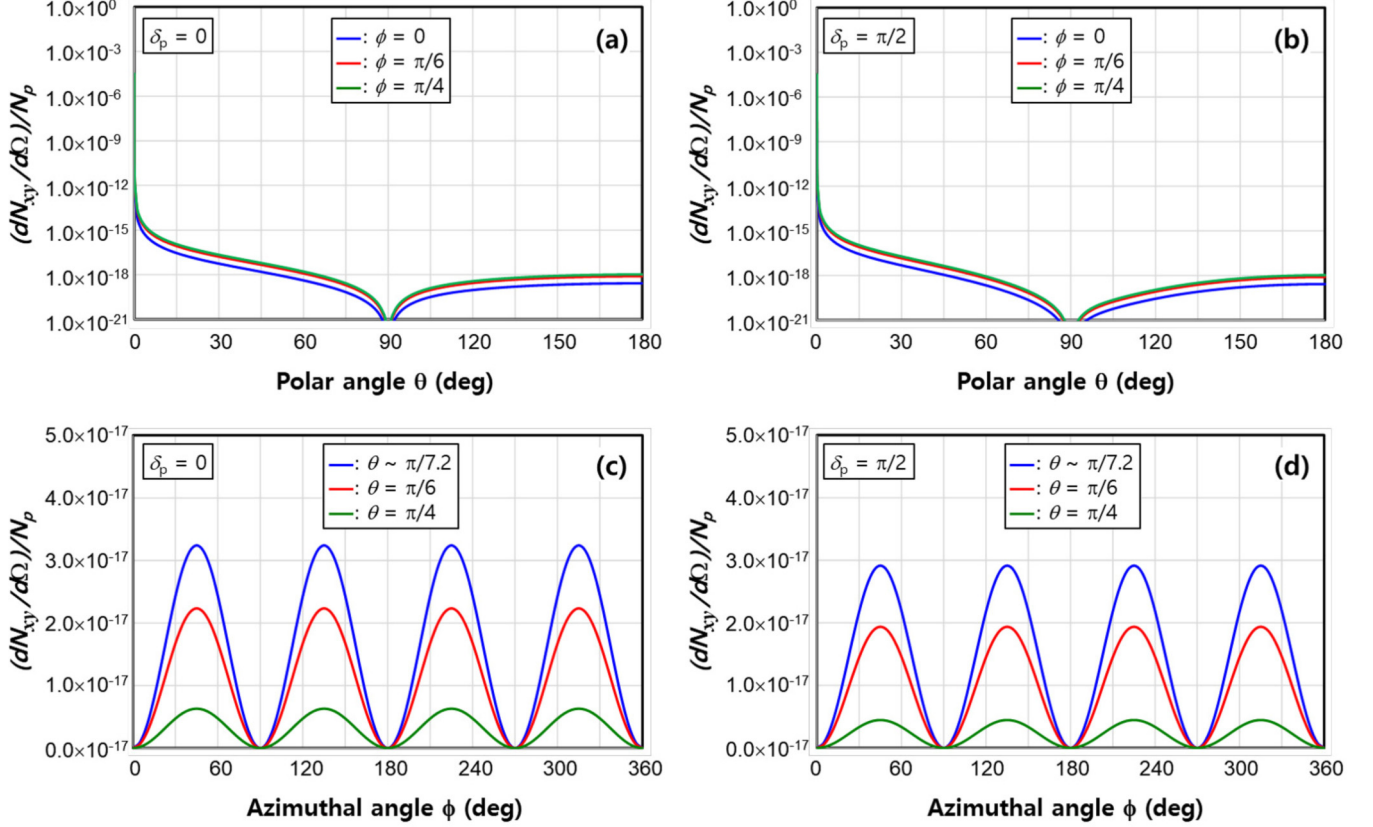 (a)
δp = 0
—: ϕ = 0
—: ϕ = π/6
—: ϕ = π/4
(dNxy/dΩ)/Np
1.0×10^0
1.0×10^-3
1.0×10^-6
1.0×10^-9
1.0×10^-12
1.0×10^-15
1.0×10^-18
1.0×10^-21
0 30 60 90 120 150 180
Polar angle θ (deg)
(b)
δp = π/2
—: ϕ = 0
—: ϕ = π/6
—: ϕ = π/4
(dNxy/dΩ)/Np
1.0×10^0
1.0×10^-3
1.0×10^-6
1.0×10^-9
1.0×10^-12
1.0×10^-15
1.0×10^-18
1.0×10^-21
0 30 60 90 120 150 180
Polar angle θ (deg)
(c)
δp = 0
—: θ ~ π/7.2
—: θ = π/6
—: θ = π/4
(dNxy/dΩ)/Np
5.0×10^-17
4.0×10^-17
3.0×10^-17
2.0×10^-17
1.0×10^-17
0.0×10^-17
0 60 120 180 240 300 360
Azimuthal angle ϕ (deg)
(d)
δp = π/2
—: θ ~ π/7.2
—: θ = π/6
—: θ = π/4
(dNxy/dΩ)/Np
5.0×10^-17
4.0×10^-17
3.0×10^-17
2.0×10^-17
1.0×10^-17
0.0×10^-17
0 60 120 180 240 300 360
Azimuthal angle ϕ (deg)